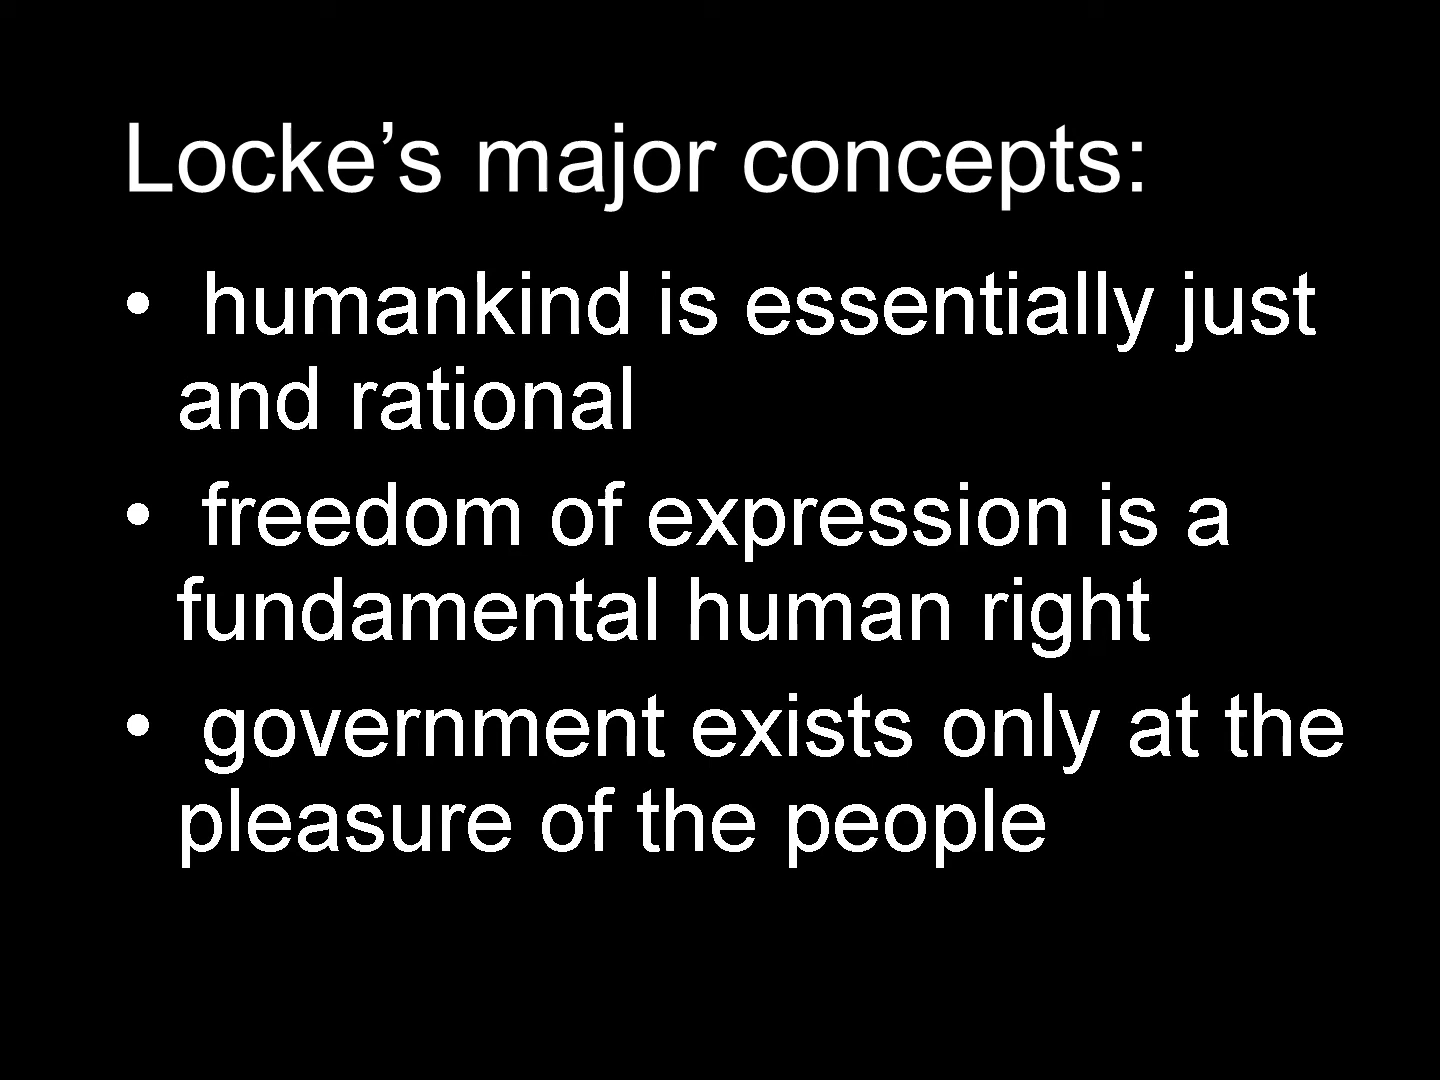 Locke’s major concepts:
• humankind is essentially just
and rational
• freedom of expression is a
fundamental human right
• government exists only at the
pleasure of the people